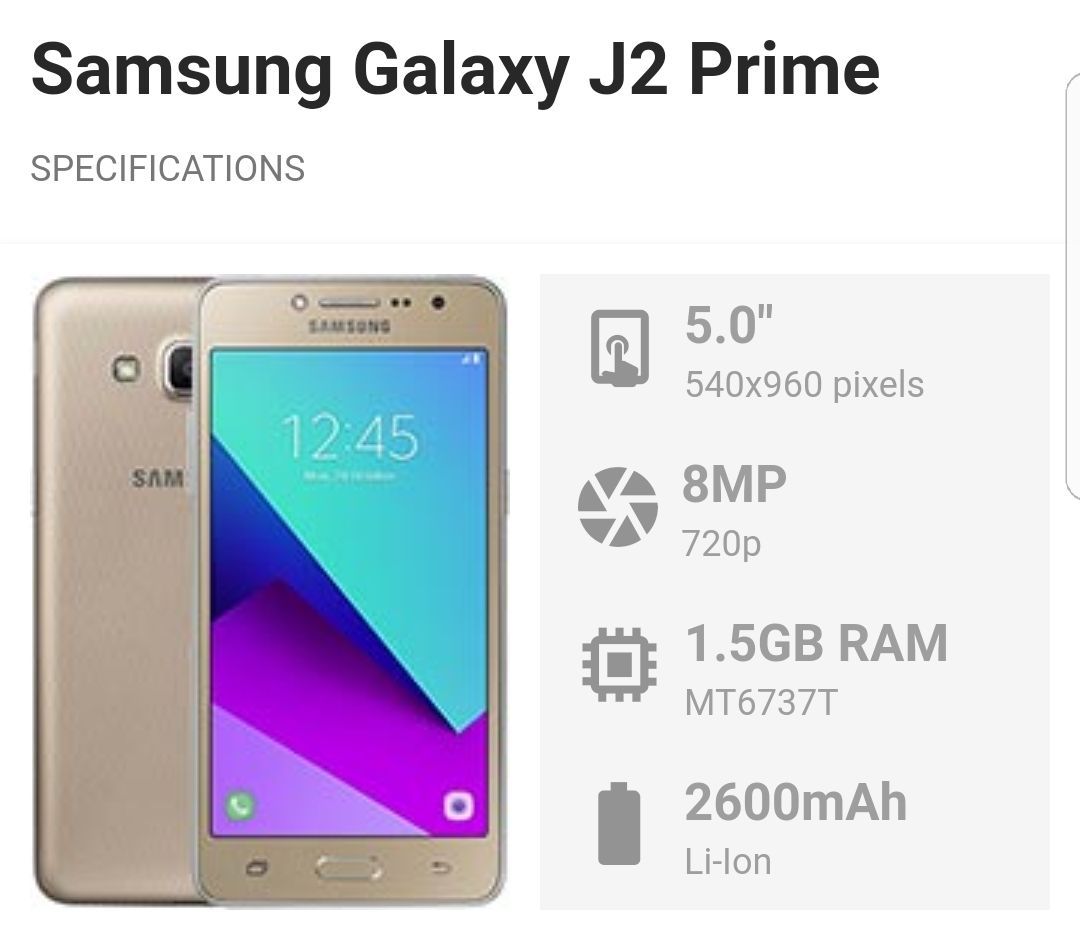 Samsung Galaxy J2 Prime
SPECIFICATIONS
SAMSUNG
12:45
SAM
5.0"
540x960 pixels
8MP
720p
1.5GB RAM
MT6737T
2600mAh
Li-Ion